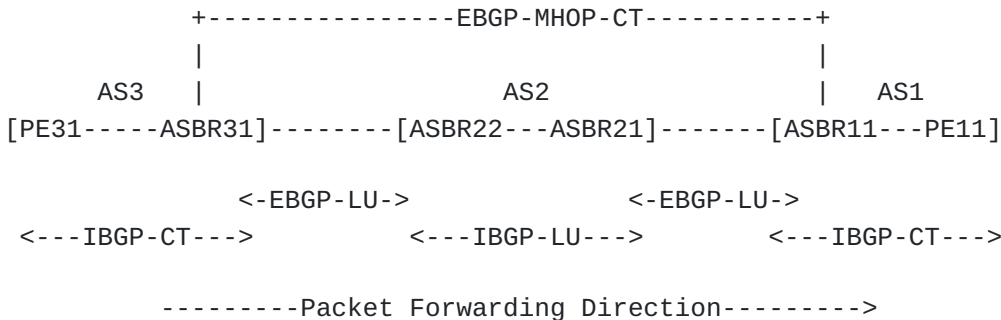 +----------------EBGP-MHOP-CT-----------+
|                                       |
AS3   |                 AS2                   |   AS1
[PE31-----ASBR31]--------[ASBR22---ASBR21]-------[ASBR11---PE11]
<-EBGP-LU->              <-EBGP-LU->
<---IBGP-CT--->          <---IBGP-LU--->        <---IBGP-CT--->
---------Packet Forwarding Direction--------->